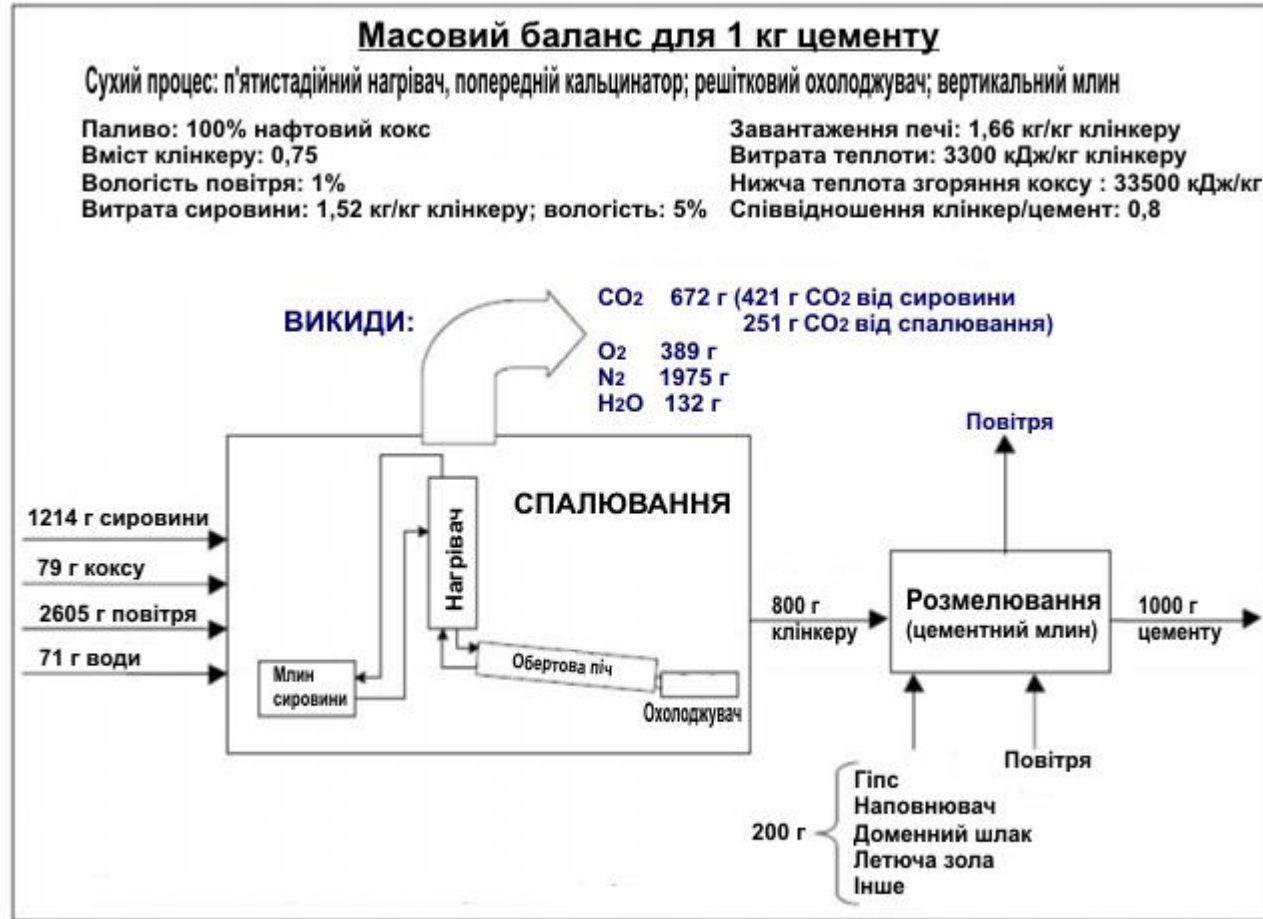 Масовий баланс для 1 кг цементу
Сухий процес: п'ятистадійний нагрівач, попередній кальцинатор; решітковий охолоджувач; вертикальний млин
Паливо: 100% нафтовий кокс
Вміст клінкеру: 0,75
Вологість повітря: 1%
Витрата сировини: 1,52 кг/кг клінкеру; вологість: 5%
Завантаження печі: 1,66 кг/кг клінкеру
Витрата теплоти: 3300 кДж/кг клінкеру
Нижча теплота згоряння коксу : 33500 кДж/кг
Співвідношення клінкер/цемент: 0,8
ВИКИДИ:
CO2 672 г (421 г CO2 від сировини
251 г CO2 від спалювання)
O2 389 г
N2 1975 г
H2O 132 г
Повітря
СПАЛЮВАННЯ
1214 г сировини
79 г коксу
2605 г повітря
71 г води
Нагрівач
Млин
сировини
Обертова піч
Охолоджувач
800 г
клінкеру
Розмелювання
(цементний млин)
1000 г
цементу
Повітря
200 г
Гіпс
Наповнювач
Доменний шлак
Летюча зола
Інше